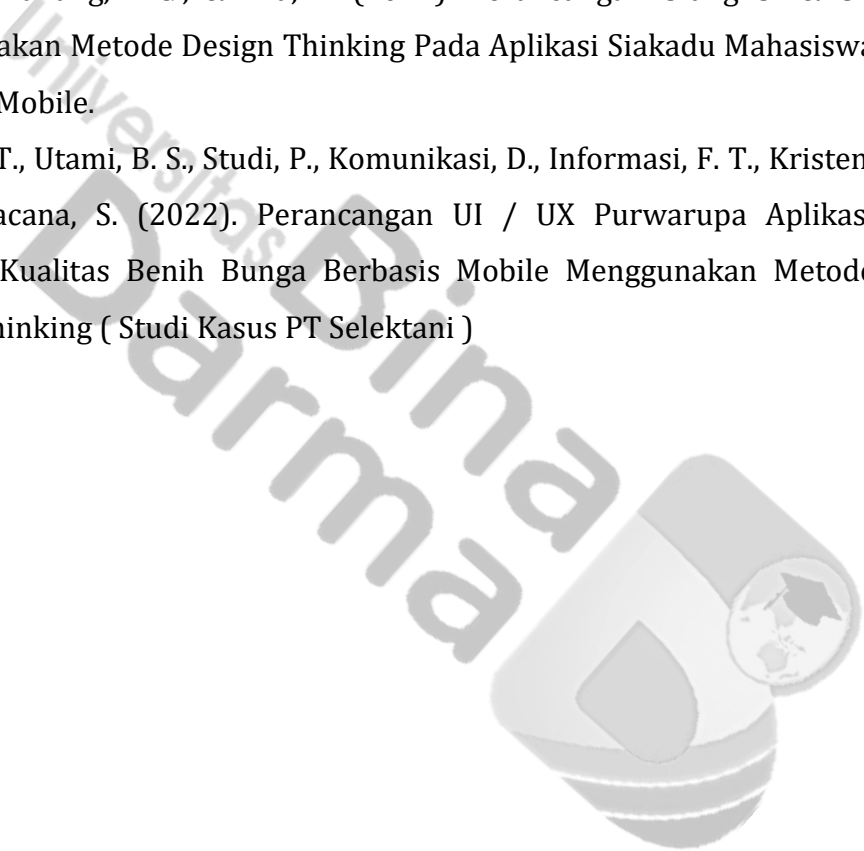 akan Metode Design Thinking Pada Aplikasi Siakadu Mahasiswa
Mobile.
T., Utami, B. S., Studi, P., Komunikasi, D., Informasi, F. T., Kristen
acana, S. (2022). Perancangan UI / UX Purwarupa Aplikas
Kualitas Benih Bunga Berbasis Mobile Menggunakan Metode
hinking ( Studi Kasus PT Selektani )
Universitas
Bina
Darma